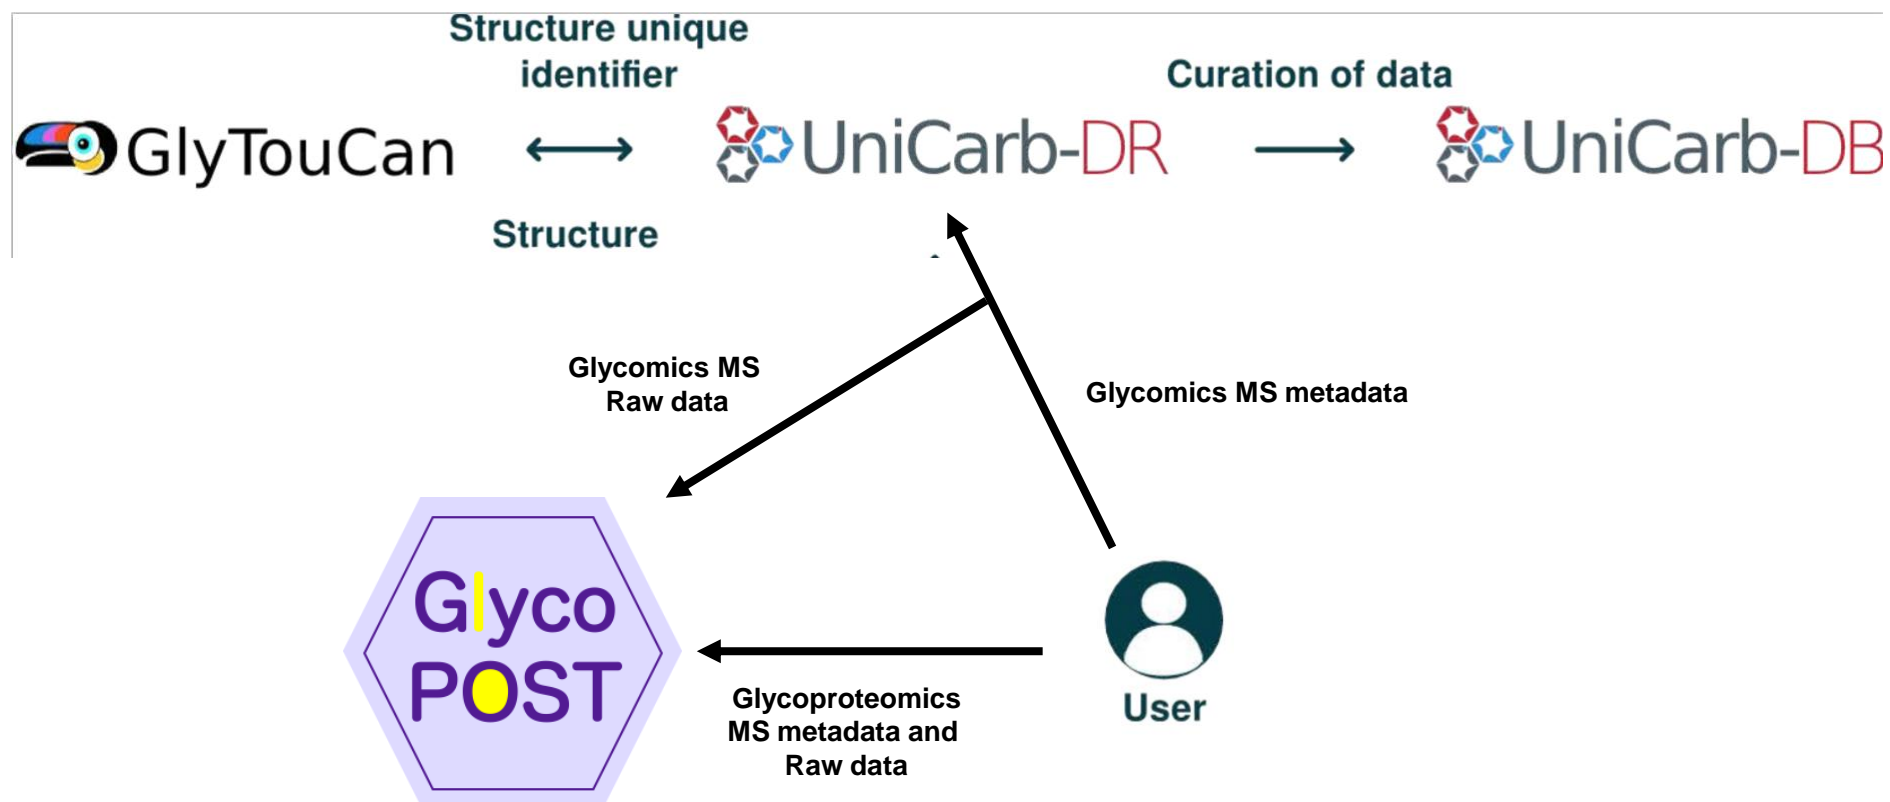 Structure unique
identifier
Curation of data
GlyTouCan
UniCarb-DR
UniCarb-DB
Structure
Glycomics MS
Raw data
Glycomics MS metadata
Glyco
POST
Glycoproteomics
MS metadata and
Raw data
User